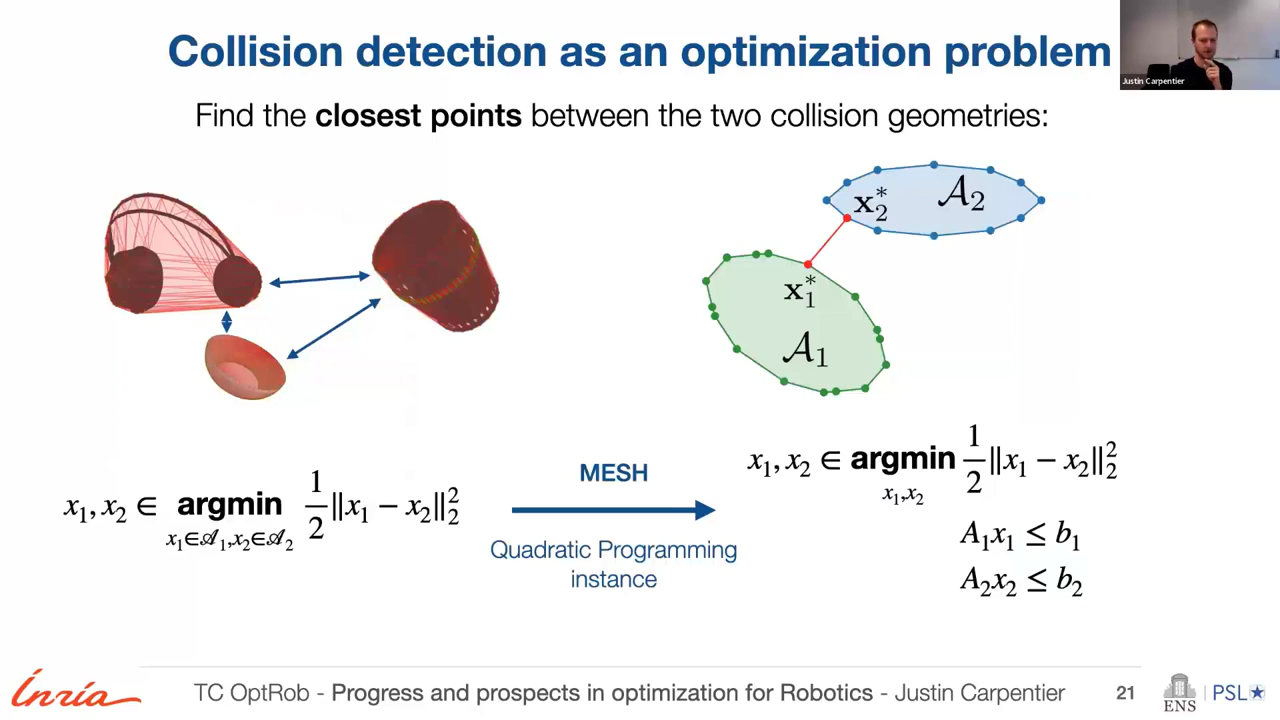 Collision detection as an optimization problem
Justin Carpentier
Find the closest points between the two collision geometries:
𝒜₂
x₂*
x₁*
𝒜₁
x₁, x₂ ∈ argmin 1/2 ‖x₁ − x₂‖₂²
x₁∈𝒜₁,x₂∈𝒜₂
MESH
Quadratic Programming
instance
x₁, x₂ ∈ argmin 1/2 ‖x₁ − x₂‖₂²
x₁,x₂
A₁x₁ ≤ b₁
A₂x₂ ≤ b₂
Inria
TC OptRob - Progress and prospects in optimization for Robotics - Justin Carpentier
21
ENS
PSL